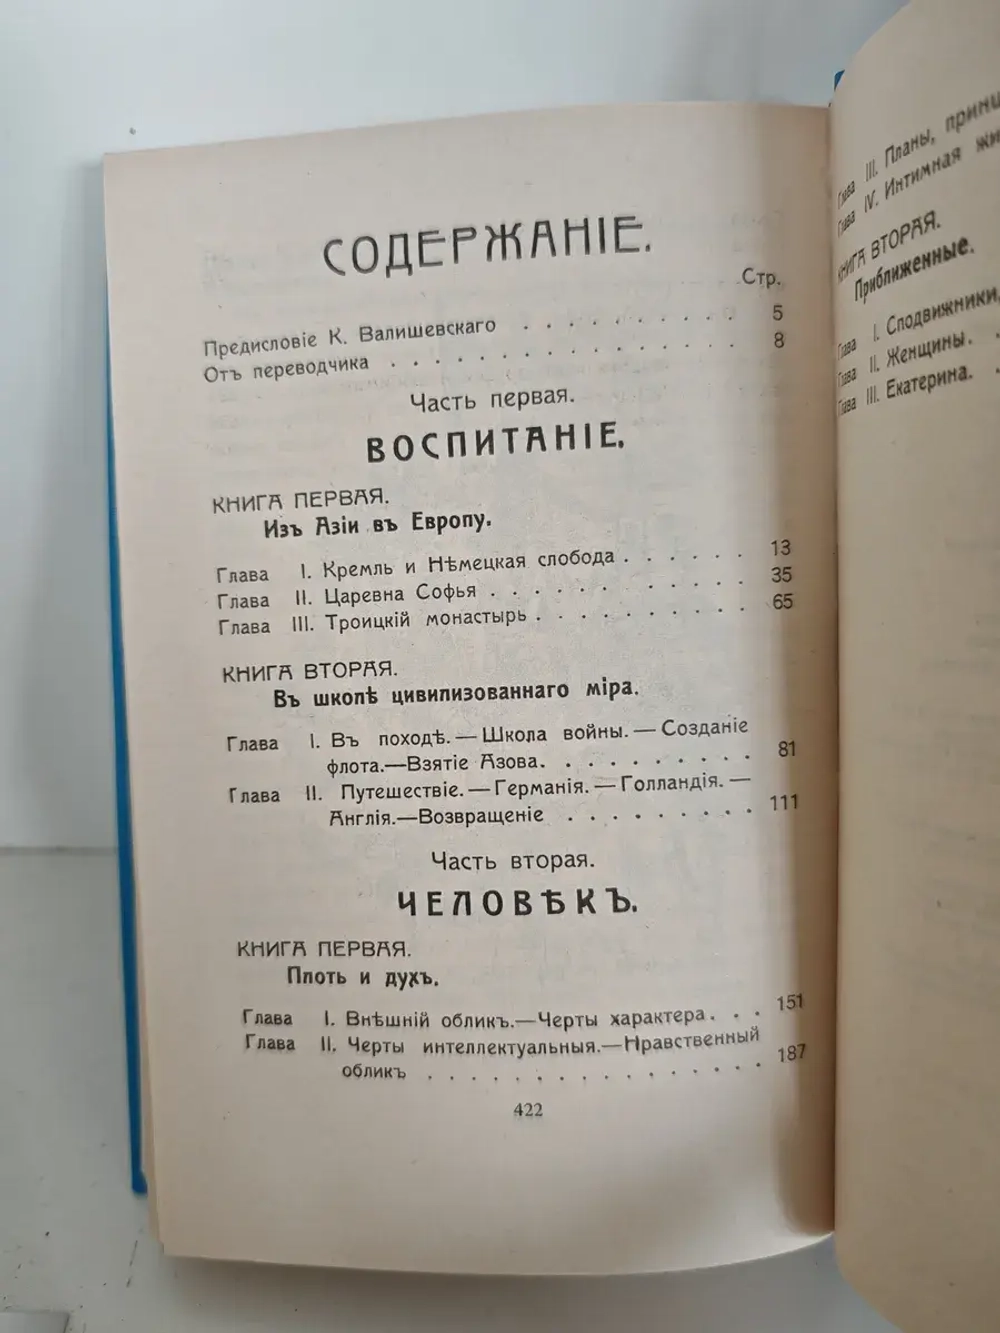 СОДЕРЖАНІЕ.
Стр.
Предисловіе К. Валишевскаго . . . . . . . . . 5
Отъ переводчика . . . . . . . . . . . . . 8
Часть первая.
ВОСПИТАНІЕ.
КНИГА ПЕРВАЯ.
Изъ Азіи въ Европу.
Глава I. Кремль и Нѣмецкая слобода . . . . . . 13
Глава II. Царевна Софья . . . . . . . . . . 35
Глава III. Троицкій монастырь . . . . . . . . . 65
КНИГА ВТОРАЯ.
Въ школѣ цивилизованнаго міра.
Глава I. Въ походѣ. — Школа войны. — Созданіе
флота.—Взятіе Азова. . . . . . . . . 81
Глава II. Путешествіе. — Германія. — Голландія. —
Англія.—Возвращеніе . . . . . . . . 111
Часть вторая.
ЧЕЛОВѢКЪ.
КНИГА ПЕРВАЯ.
Плоть и духъ.
Глава I. Внѣшній обликъ.—Черты характера. . . 151
Глава II. Черты интеллектуальныя.—Нравственный
обликъ . . . . . . . . . . . . . . . 187
422
Глава III. Планы,
Глава IV. Интимная
КНИГА ВТОРАЯ.
Приближенные.
Глава I. Сподвижники,
Глава II. Женщины. .
Глава III. Екатерина. .